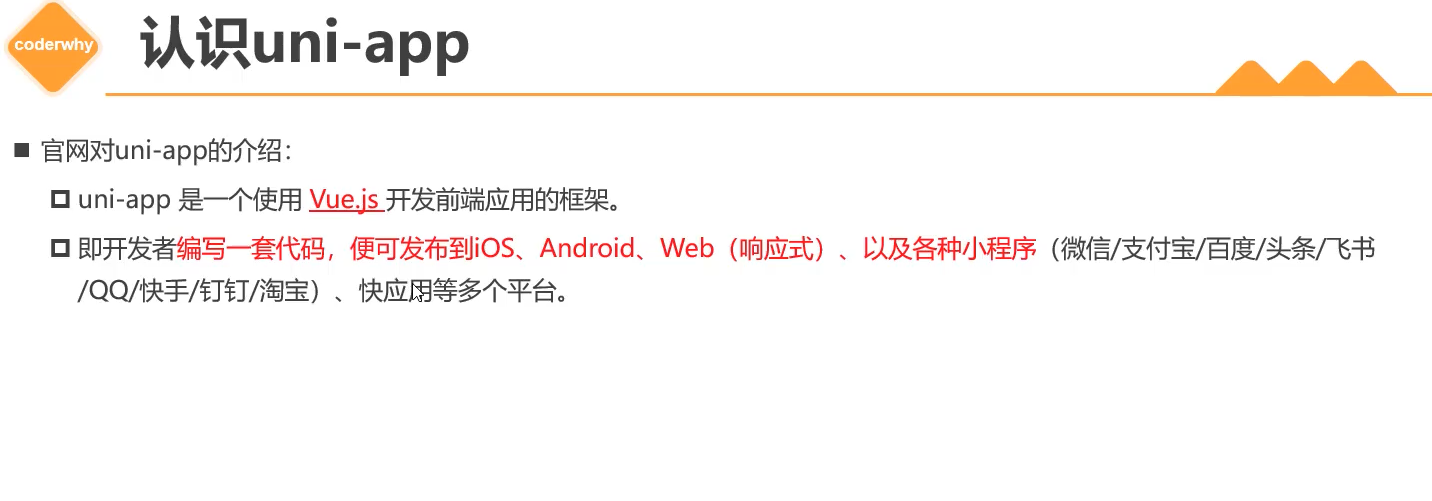 coderwhy
认识uni-app
官网对uni-app的介绍：
uni-app 是一个使用 Vue.js 开发前端应用的框架。
即开发者编写一套代码，便可发布到iOS、Android、Web（响应式）、以及各种小程序（微信/支付宝/百度/头条/飞书
/QQ/快手/钉钉/淘宝）、快应用等多个平台。